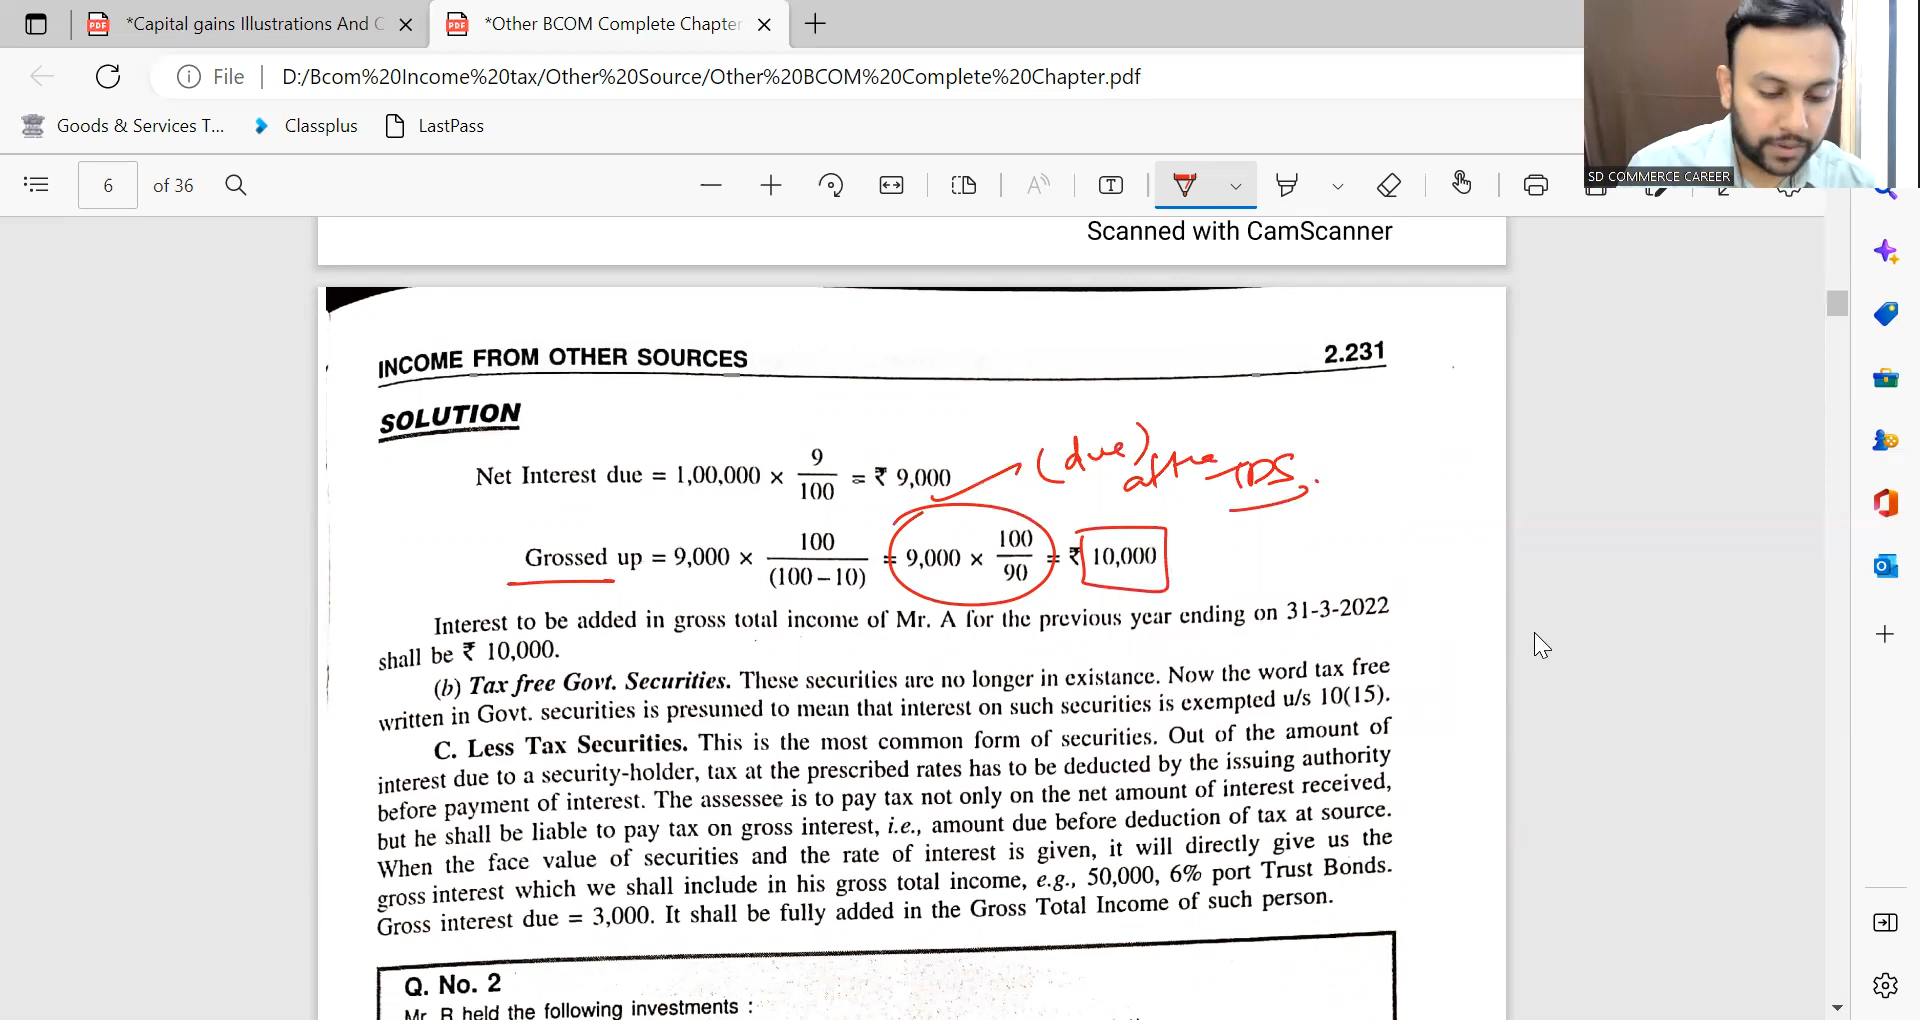 *Capital gains Illustrations And C
*Other BCOM Complete Chapter
File
D:/Bcom%20Income%20tax/Other%20Source/Other%20BCOM%20Complete%20Chapter.pdf
Goods & Services T...
Classplus
LastPass
SD COMMERCE CAREER
6
of 36
Scanned with CamScanner
INCOME FROM OTHER SOURCES
2.231
SOLUTION
Net Interest due = 1,00,000 × 9/100 = ₹ 9,000
(due) after TDS.
Grossed up = 9,000 × 100/(100 – 10) = 9,000 × 100/90 = ₹ 10,000
Interest to be added in gross total income of Mr. A for the previous year ending on 31-3-2022
shall be ₹ 10,000.
(b) Tax free Govt. Securities. These securities are no longer in existance. Now the word tax free
written in Govt. securities is presumed to mean that interest on such securities is exempted u/s 10(15).
C. Less Tax Securities. This is the most common form of securities. Out of the amount of
interest due to a security-holder, tax at the prescribed rates has to be deducted by the issuing authority
before payment of interest. The assessee is to pay tax not only on the net amount of interest received,
but he shall be liable to pay tax on gross interest, i.e., amount due before deduction of tax at source.
When the face value of securities and the rate of interest is given, it will directly give us the
gross interest which we shall include in his gross total income, e.g., 50,000, 6% port Trust Bonds.
Gross interest due = 3,000. It shall be fully added in the Gross Total Income of such person.
Q. No. 2
Mr. R held the following investments :